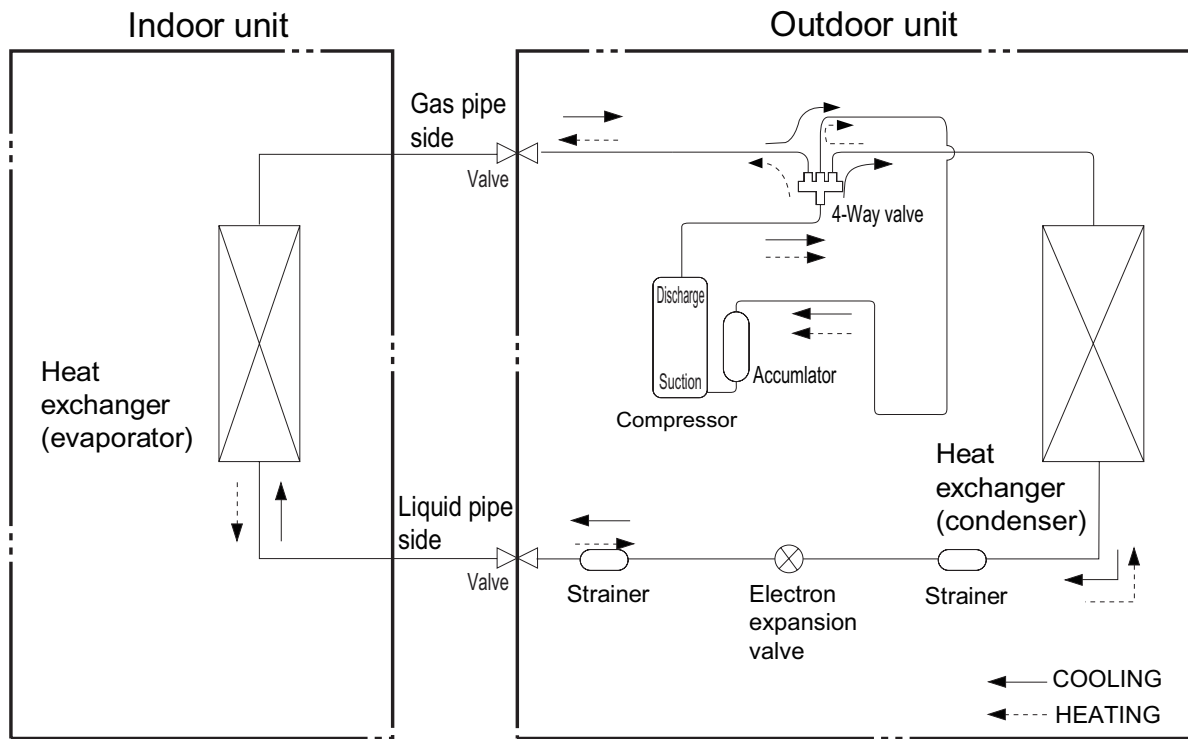 Indoor unit
Outdoor unit
Gas pipe
side
Valve
4-Way valve
Discharge
Suction
Accumlator
Compressor
Heat
exchanger
(evaporator)
Heat
exchanger
(condenser)
Liquid pipe
side
Valve
Strainer
Electron
expansion
valve
Strainer
COOLING
HEATING